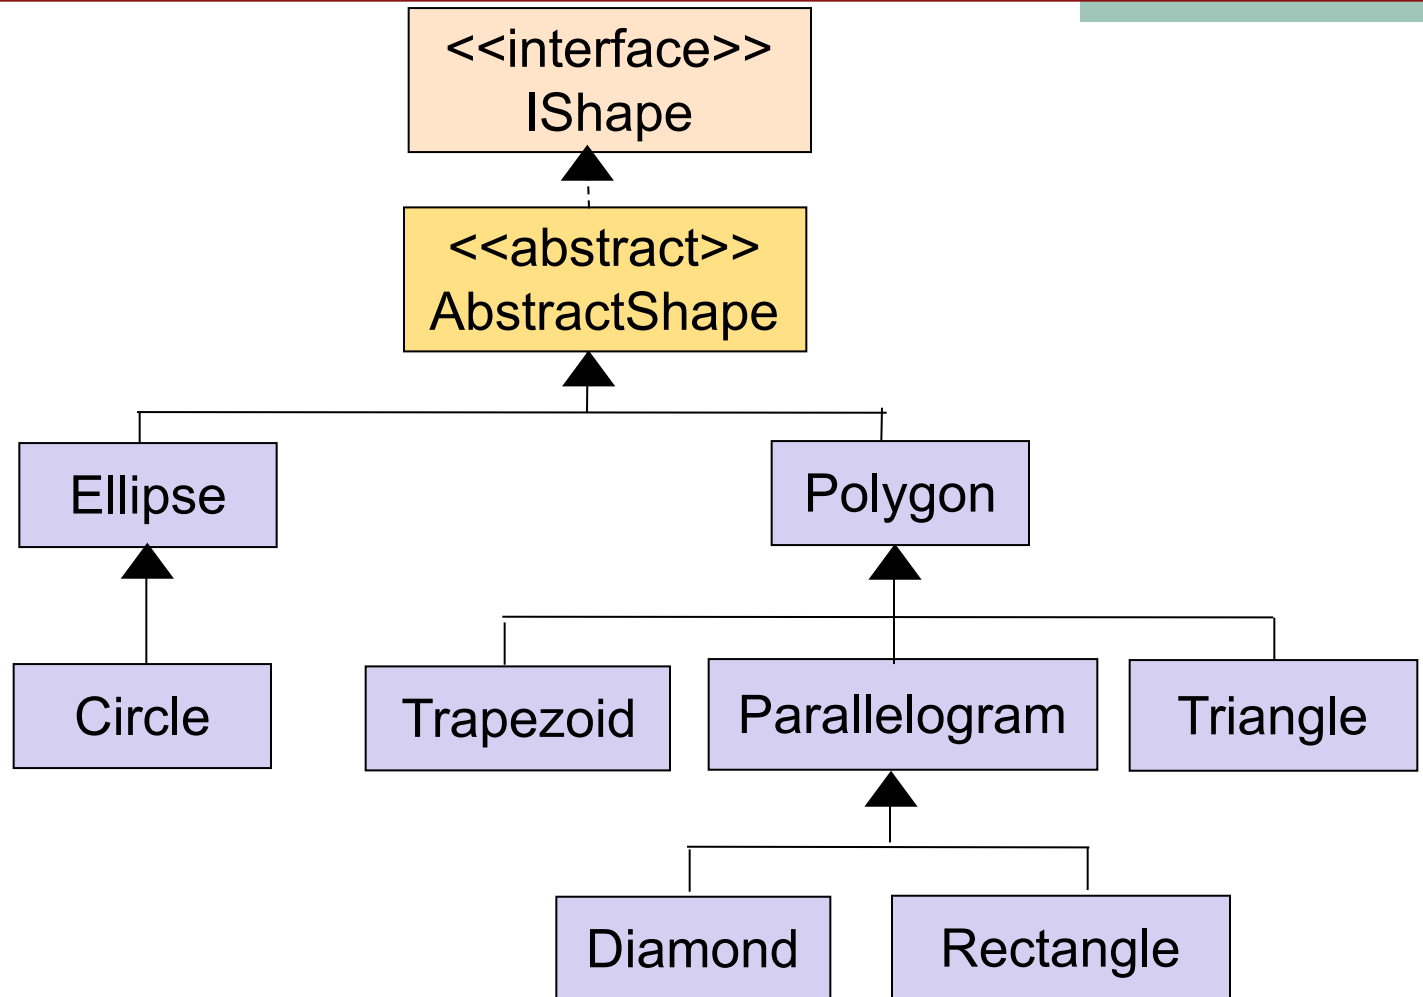 <<interface>>
IShape
<<abstract>>
AbstractShape
Ellipse
Polygon
Circle
Trapezoid
Parallelogram
Triangle
Diamond
Rectangle